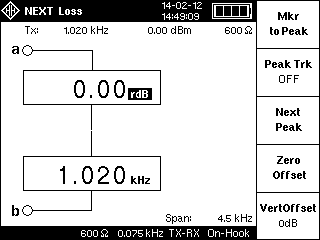 NEXT Loss
14-02-12
14:49:09
Tx: 1.020 kHz 0.00 dBm 600 Ω
a
0.00 rdB
1.020 kHz
b
Span: 4.5 kHz
600 Ω 0.075 kHz TX-RX On-Hook
Mkr
to Peak
Peak Trk
OFF
Next
Peak
Zero
Offset
VertOffset
0dB